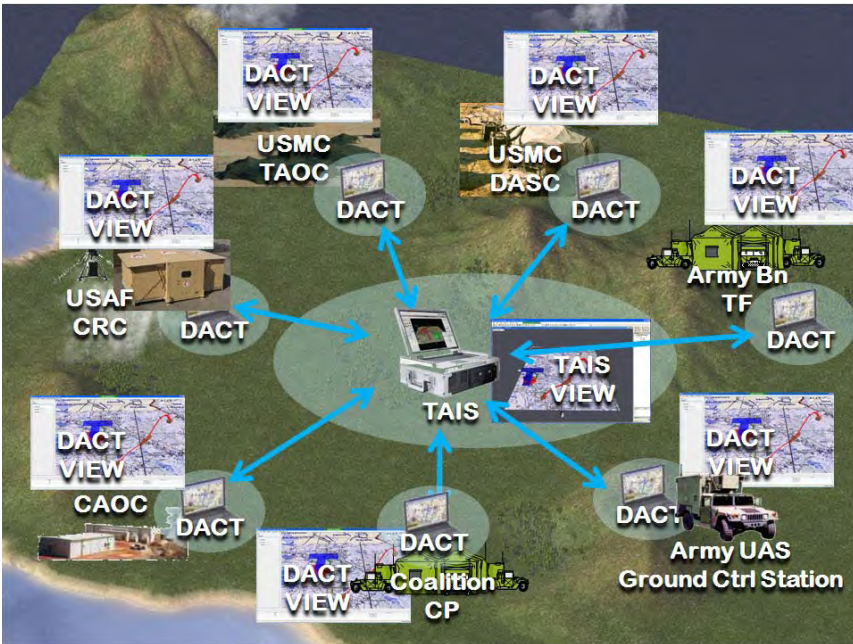 DACT
VIEW
USMC
TAOC
DACT
DACT
VIEW
USMC
DASC
DACT
DACT
VIEW
Army Bn
TF
DACT
DACT
VIEW
USAF
CRC
DACT
TAIS
TAIS
VIEW
DACT
VIEW
CAOC
DACT
DACT
VIEW
DACT
Coalition
CP
DACT
VIEW
DACT
Army UAS
Ground Ctrl Station